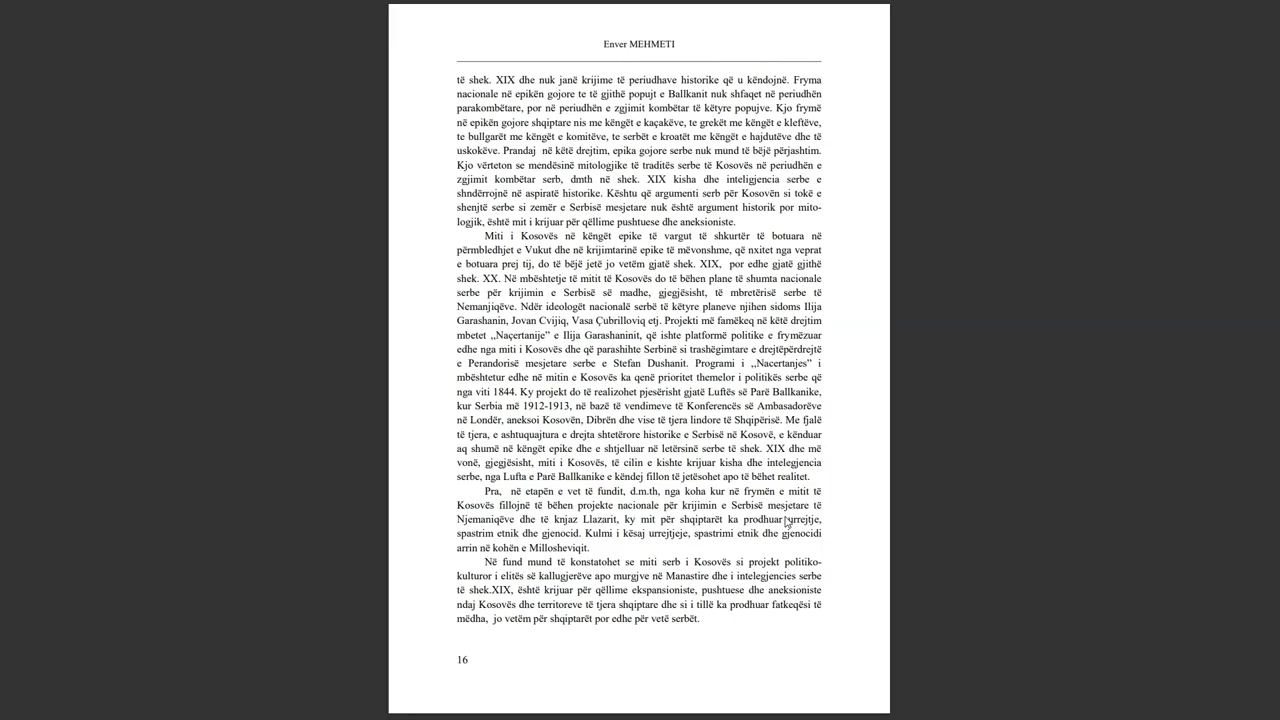 Enver MEHMETI
të shek. XIX dhe nuk janë krijime të periudhave historike që u këndojnë. Fryma
nacionale në epikën gojore te të gjithë popujt e Ballkanit nuk shfaqet në periudhën
parakombëtare, por në periudhën e zgjimit kombëtar të këtyre popujve. Kjo frymë
në epikën gojore shqiptare nis me këngët e kaçakëve, te grekët me këngët e kleftëve,
te bullgarët me këngët e komitëve, te serbët e kroatët me këngët e hajdutëve dhe të
uskokëve. Prandaj në këtë drejtim, epika gojore serbe nuk mund të bëjë përjashtim.
Kjo vërteton se mendësinë mitologjike të traditës serbe të Kosovës në periudhën e
zgjimit kombëtar serb, dmth në shek. XIX kisha dhe inteligjencia serbe e
shndërrojnë në aspiratë historike. Kështu që argumenti serb për Kosovën si tokë e
shenjtë serbe si zemër e Serbisë mesjetare nuk është argument historik por mito-
logjik, është mit i krijuar për qëllime pushtuese dhe aneksioniste.
Miti i Kosovës në këngët epike të vargut të shkurtër të botuara në
përmbledhjet e Vukut dhe në krijimtarinë epike të mëvonshme, që nxitet nga veprat
e botuara prej tij, do të bëjë jetë jo vetëm gjatë shek. XIX, por edhe gjatë gjithë
shek. XX. Në mbështetje të mitit të Kosovës do të bëhen plane të shumta nacionale
serbe për krijimin e Serbisë së madhe, gjegjësisht, të mbretërisë serbe të
Nemanjiqëve. Ndër ideologët nacionalë serbë të këtyre planeve njihen sidoms Ilija
Garashanin, Jovan Cvijiq, Vasa Çubrilloviq etj. Projekti më famëkeq në këtë drejtim
mbetet ,,Naçertanije” e Ilija Garashaninit, që ishte platformë politike e frymëzuar
edhe nga miti i Kosovës dhe që parashihte Serbinë si trashëgimtare e drejtëpërdrejtë
e Perandorisë mesjetare serbe e Stefan Dushanit. Programi i ,,Nacertanjes” i
mbështetur edhe në mitin e Kosovës ka qenë prioritet themelor i politikës serbe që
nga viti 1844. Ky projekt do të realizohet pjesërisht gjatë Luftës së Parë Ballkanike,
kur Serbia më 1912-1913, në bazë të vendimeve të Konferencës së Ambasadorëve
në Londër, aneksoi Kosovën, Dibrën dhe vise të tjera lindore të Shqipërisë. Me fjalë
të tjera, e ashtuquajtura e drejta shtetërore historike e Serbisë në Kosovë, e kënduar
aq shumë në këngët epike dhe e shtjelluar në letërsinë serbe të shek. XIX dhe më
vonë, gjegjësisht, miti i Kosovës, të cilin e kishte krijuar kisha dhe intelegjencia
serbe, nga Lufta e Parë Ballkanike e këndej fillon të jetësohet apo të bëhet realitet.
Pra, në etapën e vet të fundit, d.m.th, nga koha kur në frymën e mitit të
Kosovës fillojnë të bëhen projekte nacionale për krijimin e Serbisë mesjetare të
Njemaniqëve dhe të knjaz Llazarit, ky mit për shqiptarët ka prodhuar urrejtje,
spastrim etnik dhe gjenocid. Kulmi i kësaj urrejtjeje, spastrimi etnik dhe gjenocidi
arrin në kohën e Millosheviqit.
Në fund mund të konstatohet se miti serb i Kosovës si projekt politiko-
kulturor i elitës së kallugjerëve apo murgjve në Manastire dhe i intelegjencies serbe
të shek.XIX, është krijuar për qëllime ekspansioniste, pushtuese dhe aneksioniste
ndaj Kosovës dhe territoreve të tjera shqiptare dhe si i tillë ka prodhuar fatkeqësi të
mëdha, jo vetëm për shqiptarët por edhe për vetë serbët.
16